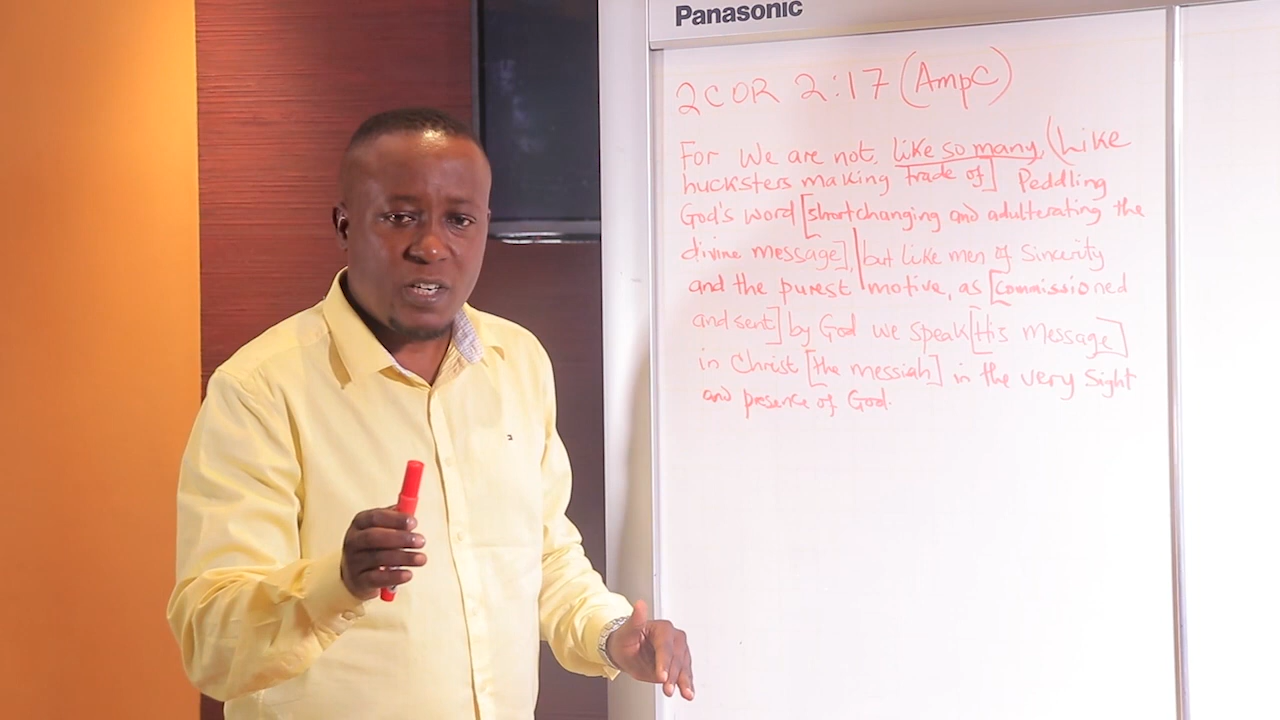 Panasonic
2COR 2:17 (AmpC)
For We are not, like so many, (Like
hucksters making trade of] Peddling
God's word [shortchanging and adulterating the
divine message], but like men of Sincerity
and the purest motive, as [commissioned
and sent] by God we speak [His Message]
in Christ [the messiah] in the very Sight
and presence of God.